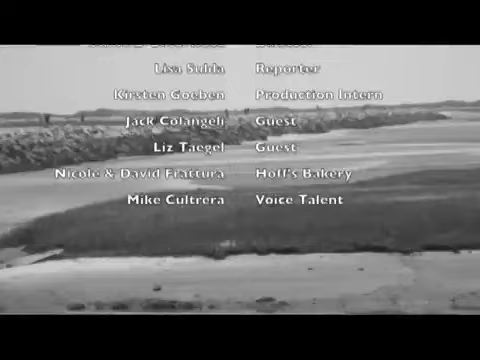 Lisa Suhla Reporter
Kirsten Goeben Production Intern
Jack Colangeli Guest
Liz Taegel Guest
Nicole & David Frattura Hoff's Bakery
Mike Cultrera Voice Talent